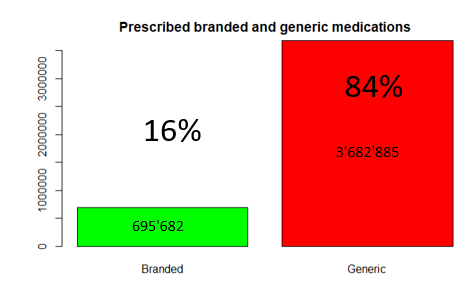 Prescribed branded and generic medications
3000000
2000000
1000000
0
84%
16%
3'682'885
695'682
Branded
Generic